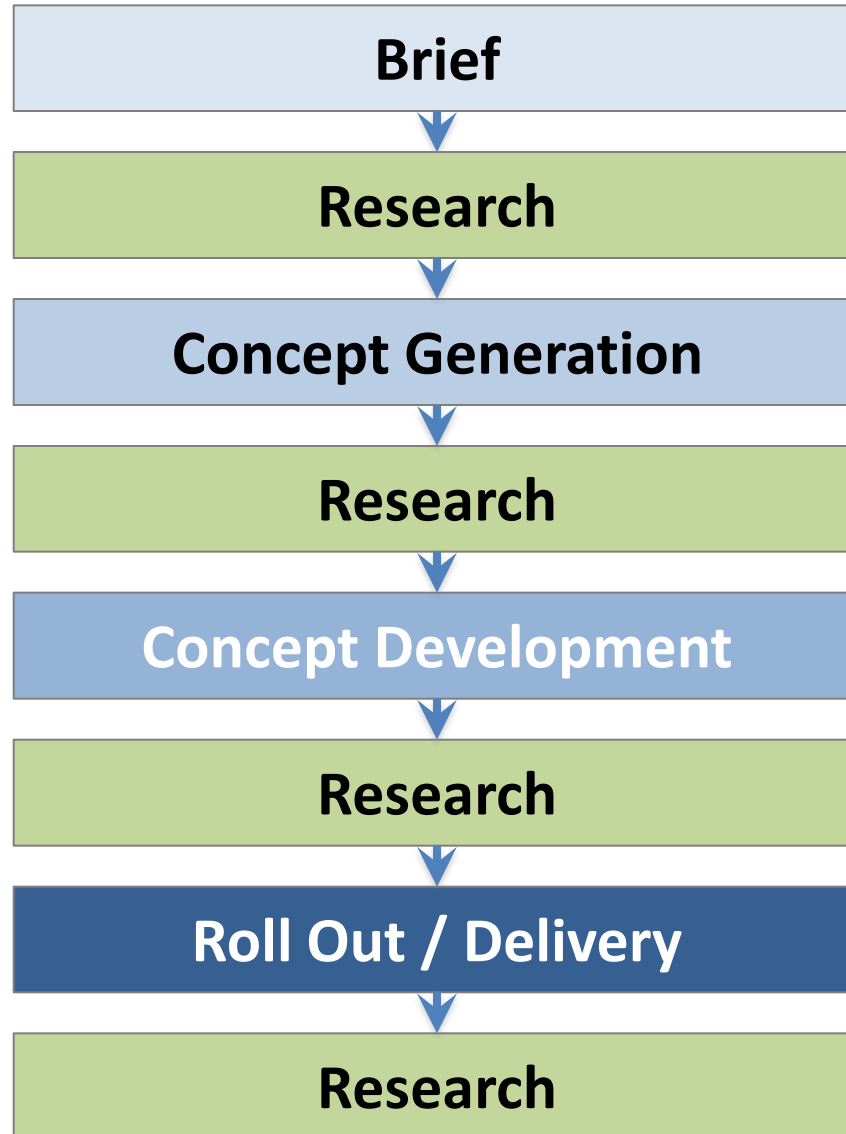 Brief
Research
Concept Generation
Research
Concept Development
Research
Roll Out / Delivery
Research